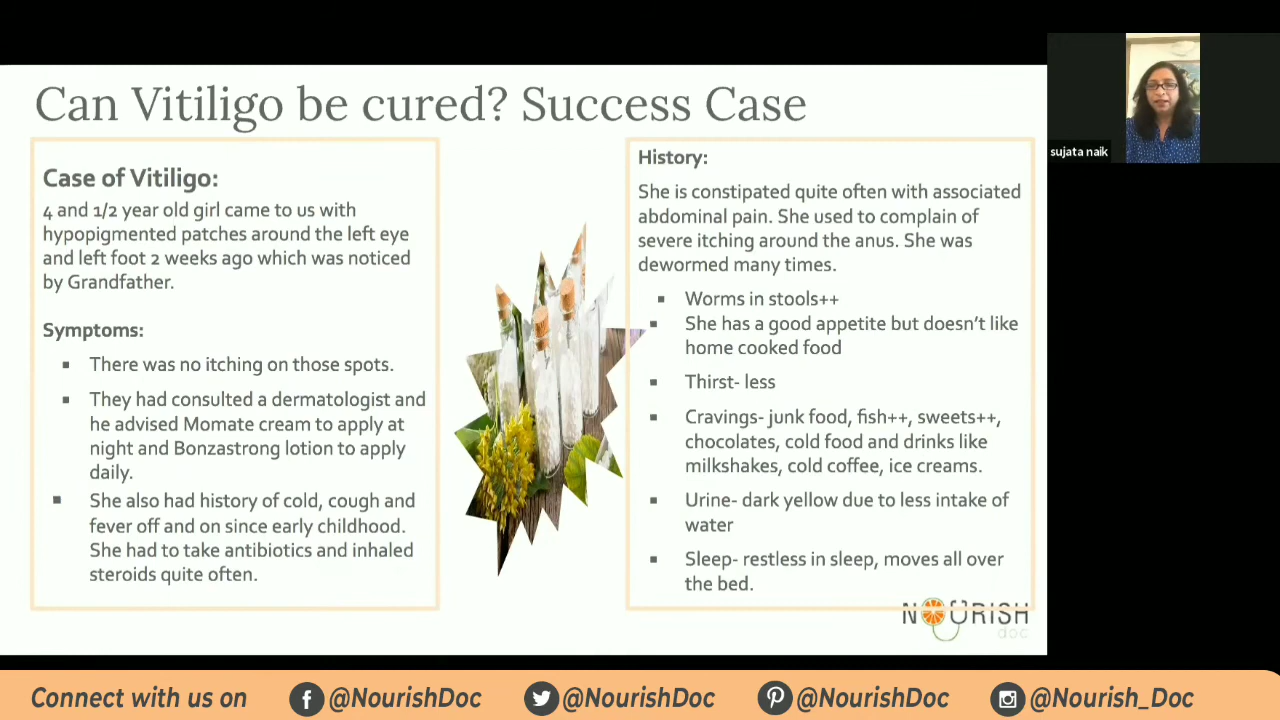 Can Vitiligo be cured? Success Case
Case of Vitiligo:
4 and 1/2 year old girl came to us with
hypopigmented patches around the left eye
and left foot 2 weeks ago which was noticed
by Grandfather.
Symptoms:
▪ There was no itching on those spots.
▪ They had consulted a dermatologist and
he advised Momate cream to apply at
night and Bonzastrong lotion to apply
daily.
▪ She also had history of cold, cough and
fever off and on since early childhood.
She had to take antibiotics and inhaled
steroids quite often.
History:
She is constipated quite often with associated
abdominal pain. She used to complain of
severe itching around the anus. She was
dewormed many times.
▪ Worms in stools++
▪ She has a good appetite but doesn't like
home cooked food
▪ Thirst- less
▪ Cravings- junk food, fish++, sweets++,
chocolates, cold food and drinks like
milkshakes, cold coffee, ice creams.
▪ Urine- dark yellow due to less intake of
water
▪ Sleep- restless in sleep, moves all over
the bed.
NOURISH
doc
sujata naik
Connect with us on @NourishDoc @NourishDoc @NourishDoc @Nourish_Doc